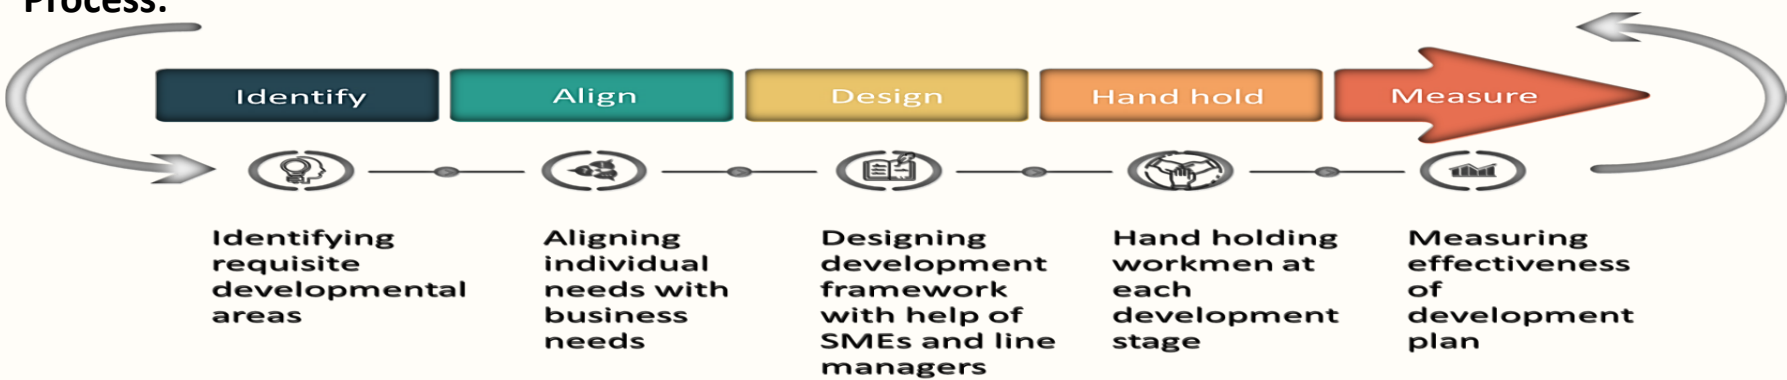 Process:
Identify
Align
Design
Hand hold
Measure
Identifying
requisite
developmental
areas
Aligning
individual
needs with
business
needs
Designing
development
framework
with help of
SMEs and line
managers
Hand holding
workmen at
each
development
stage
Measuring
effectiveness
of
development
plan